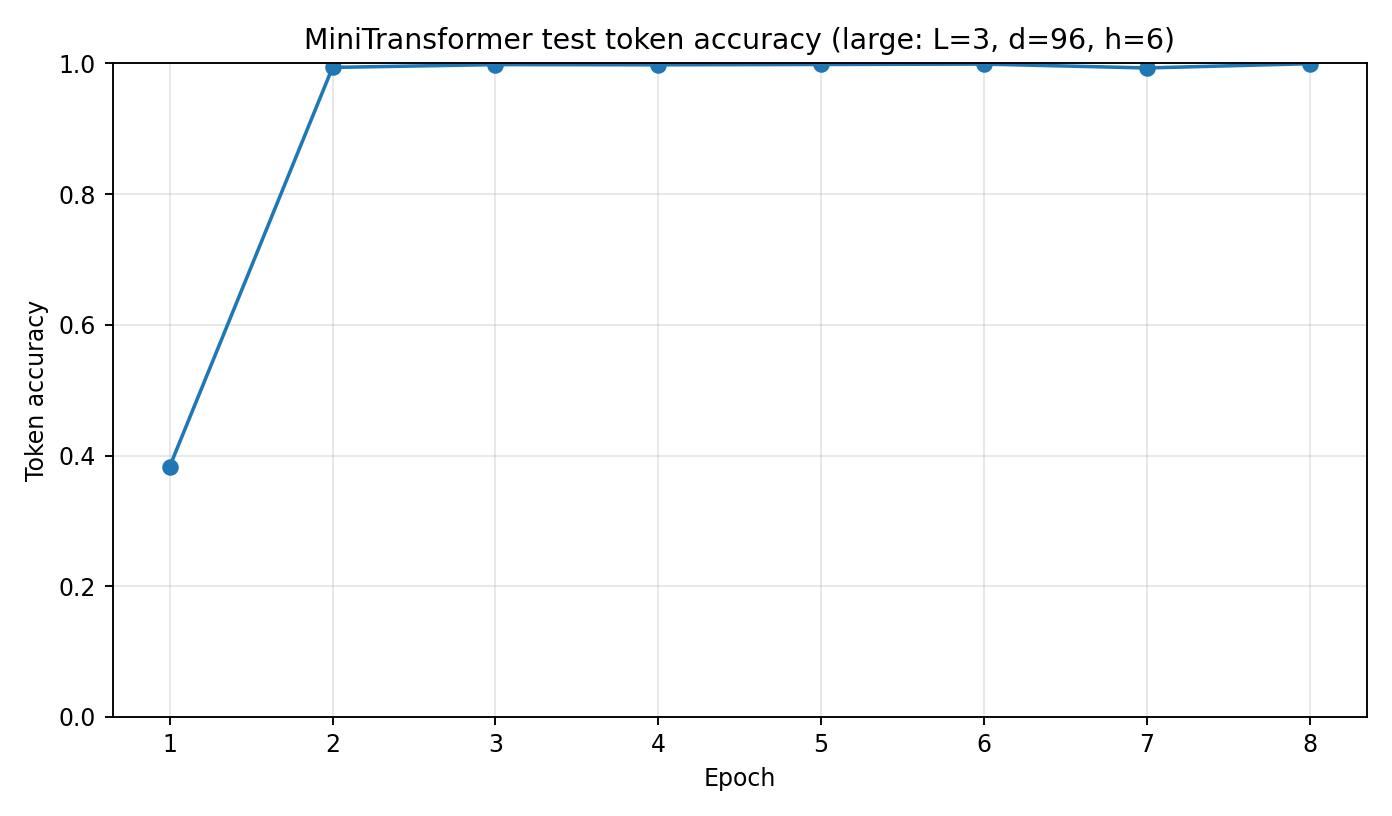 MiniTransformer test token accuracy (large: L=3, d=96, h=6)
Token accuracy
1.0
0.8
0.6
0.4
0.2
0.0
1 2 3 4 5 6 7 8
Epoch